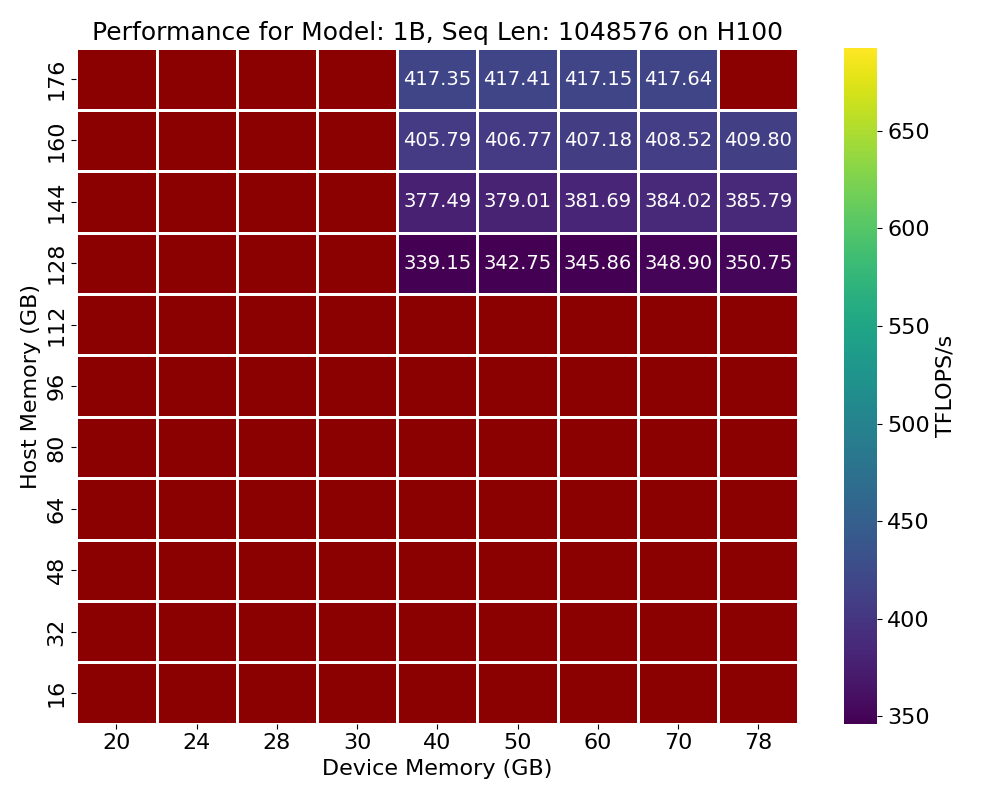 Performance for Model: 1B, Seq Len: 1048576 on H100
176 417.35 417.41 417.15 417.64
160 405.79 406.77 407.18 408.52 409.80
144 377.49 379.01 381.69 384.02 385.79
128 339.15 342.75 345.86 348.90 350.75
112
96
80
64
48
32
16
Host Memory (GB)
20 24 28 30 40 50 60 70 78
Device Memory (GB)
650
600
550
500
450
400
350
TFLOPS/s